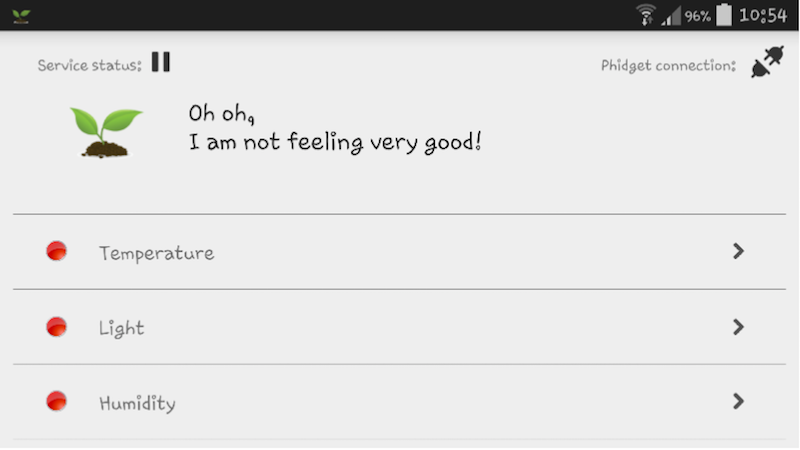 96% 10:54
Service status:
Phidget connection:
Oh oh,
I am not feeling very good!
Temperature
Light
Humidity